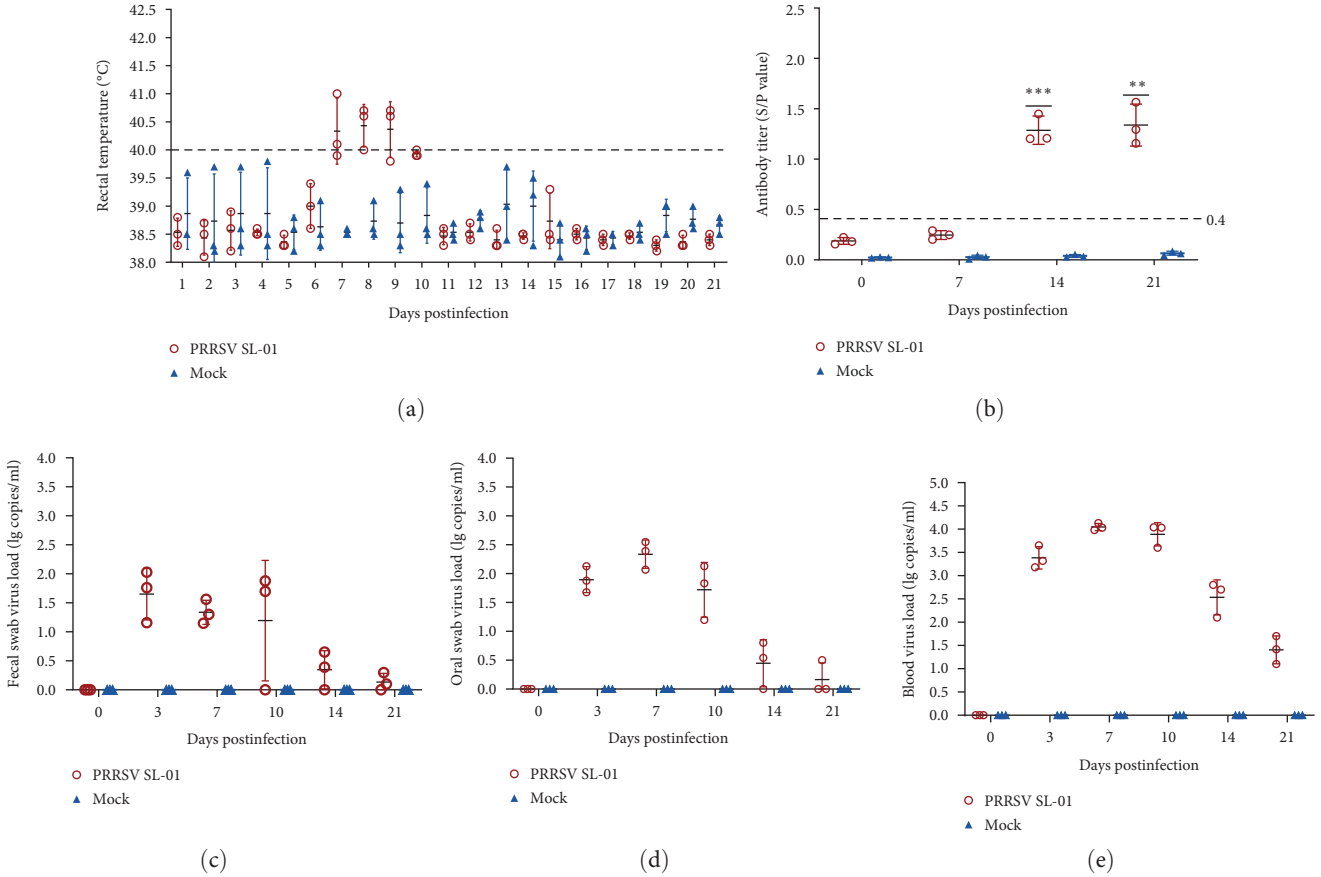 42.5
42.0
41.5
41.0
40.5
40.0
39.5
39.0
38.5
38.0
Rectal temperature (°C)
1 2 3 4 5 6 7 8 9 10 11 12 13 14 15 16 17 18 19 20 21
Days postinfection
PRRSV SL-01
Mock
(a)
2.5
2.0
1.5
1.0
0.5
0.0
Antibody titer (S/P value)
***
**
0.4
0 7 14 21
Days postinfection
PRRSV SL-01
Mock
(b)
4.0
3.5
3.0
2.5
2.0
1.5
1.0
0.5
0.0
Fecal swab virus load (lg copies/ml)
0 3 7 10 14 21
Days postinfection
PRRSV SL-01
Mock
(c)
4.0
3.5
3.0
2.5
2.0
1.5
1.0
0.5
0.0
Oral swab virus load (lg copies/ml)
0 3 7 10 14 21
Days postinfection
PRRSV SL-01
Mock
(d)
5.0
4.5
4.0
3.5
3.0
2.5
2.0
1.5
1.0
0.5
0.0
Blood virus load (lg copies/ml)
0 3 7 10 14 21
Days postinfection
PRRSV SL-01
Mock
(e)